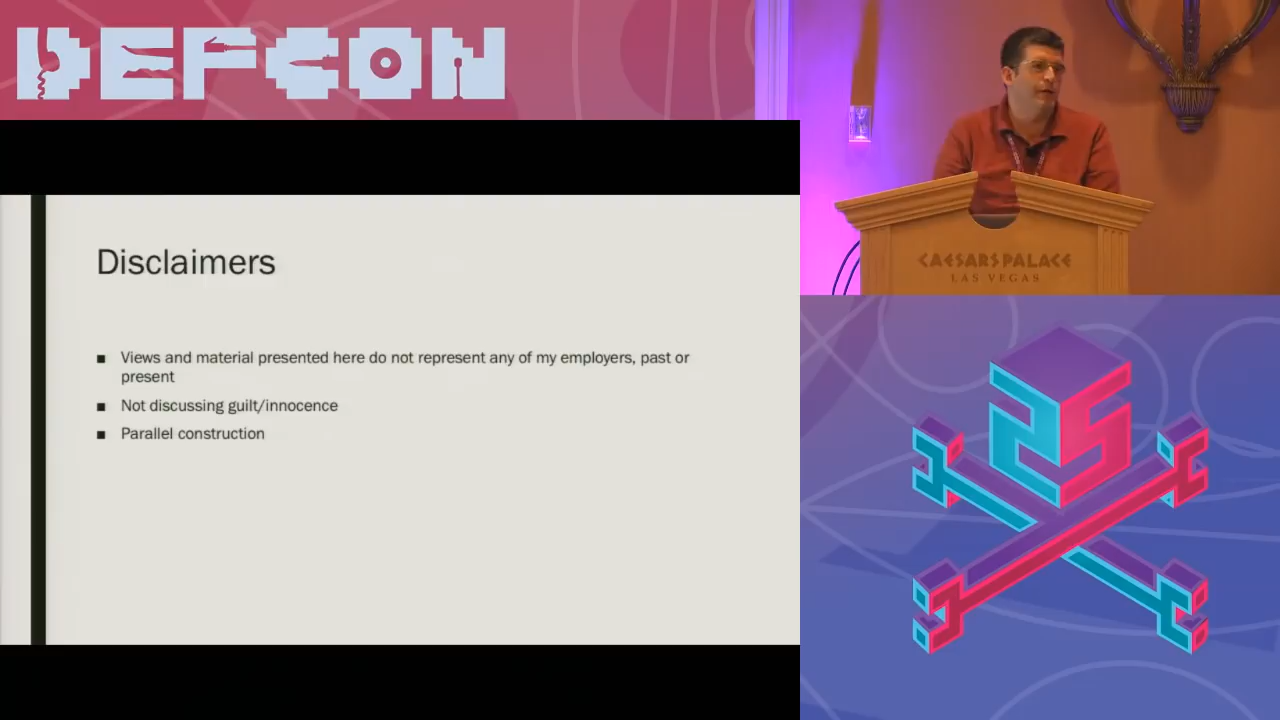 DEFCON
Disclaimers
■ Views and material presented here do not represent any of my employers, past or
present
■ Not discussing guilt/innocence
■ Parallel construction
CAESARS PALACE
LAS VEGAS
25